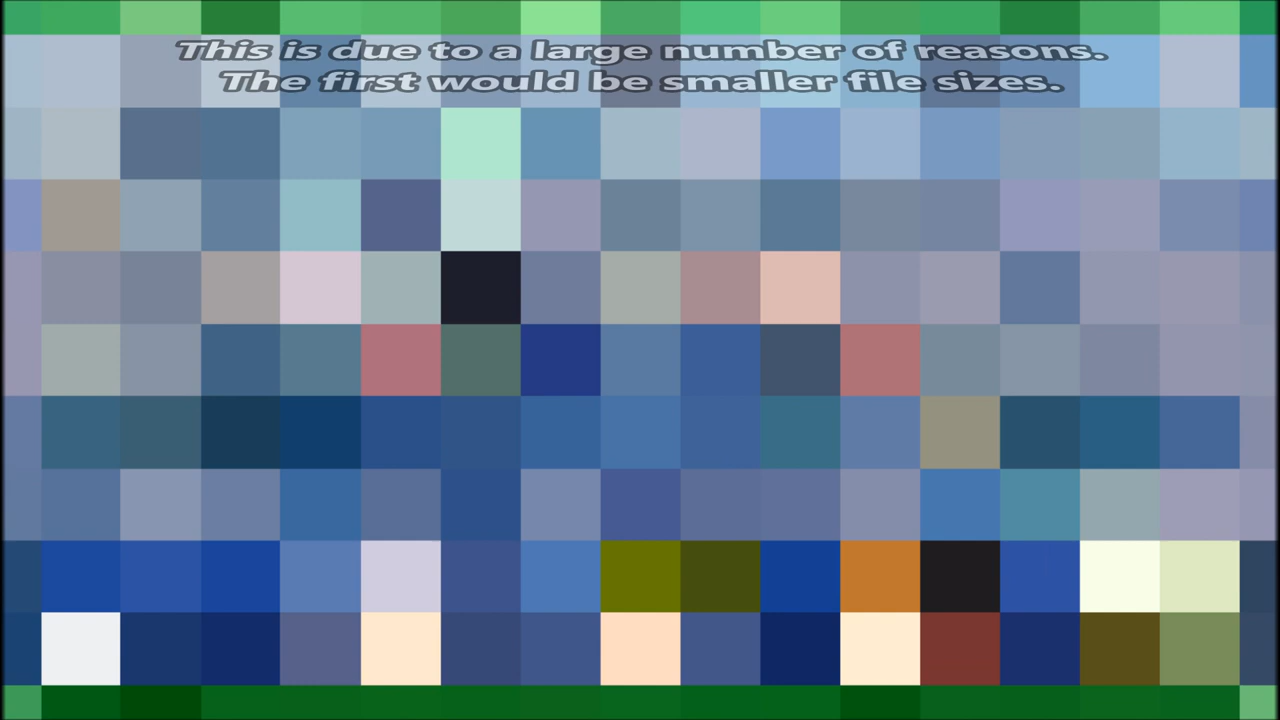 This is due to a large number of reasons.
The first would be smaller file sizes.